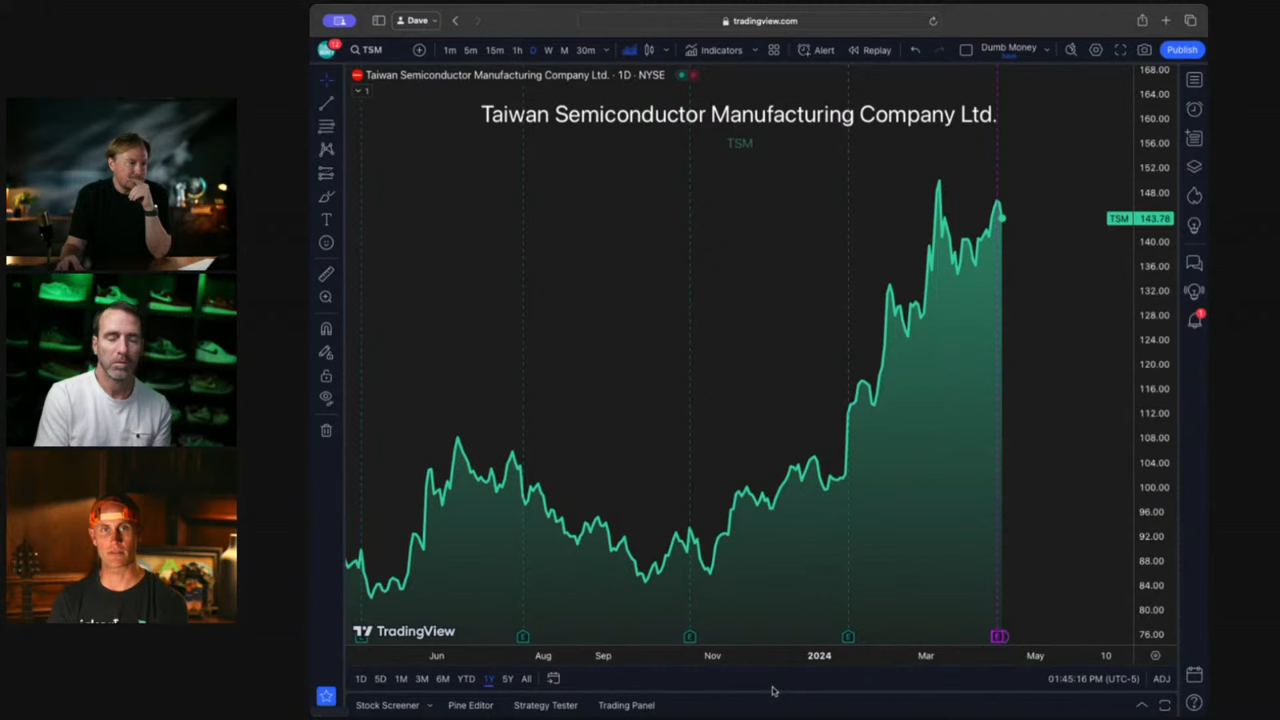 Dave
tradingview.com
12
TSM
1m 5m 15m 1h D W M 30m
Indicators
Alert
Replay
Dumb Money
Save
Publish
Taiwan Semiconductor Manufacturing Company Ltd. · 1D · NYSE
1
Taiwan Semiconductor Manufacturing Company Ltd.
TSM
168.00
164.00
160.00
156.00
152.00
148.00
TSM 143.78
140.00
136.00
132.00
128.00
124.00
120.00
116.00
112.00
108.00
104.00
100.00
96.00
92.00
88.00
84.00
80.00
76.00
1
TradingView
E E E E
Jun Aug Sep Nov 2024 Mar May 10
1D 5D 1M 3M 6M YTD 1Y 5Y All
01:45:16 PM (UTC-5) ADJ
Stock Screener Pine Editor Strategy Tester Trading Panel